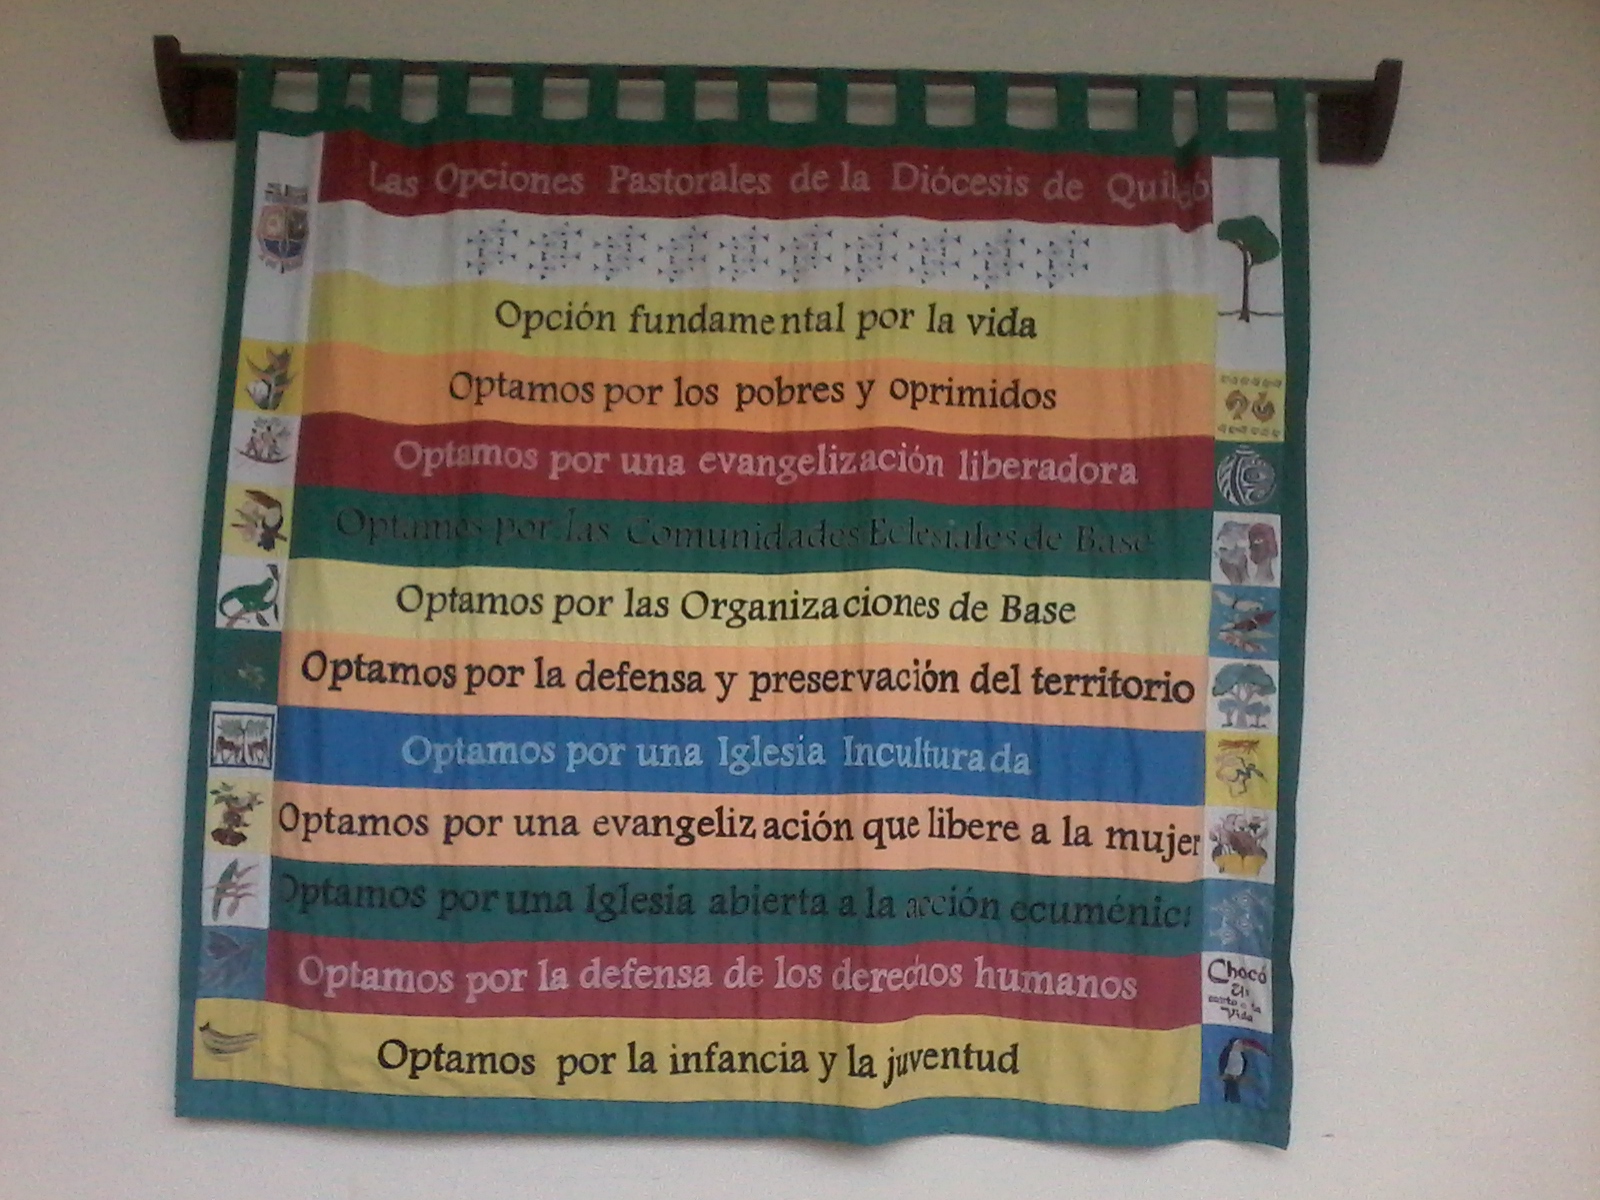 Las Opciones Pastorales de la Diócesis de Quibdó
Opción fundamental por la vida
Optamos por los pobres y oprimidos
Optamos por una evangelización liberadora
Optamos por las Comunidades Eclesiales de Base
Optamos por las Organizaciones de Base
Optamos por la defensa y preservación del territorio
Optamos por una Iglesia Inculturada
Optamos por una evangelización que libere a la mujer
Optamos por una Iglesia abierta a la acción ecuménica
Optamos por la defensa de los derechos humanos
Chocó
Un
canto a la
Vida
Optamos por la infancia y la juventud